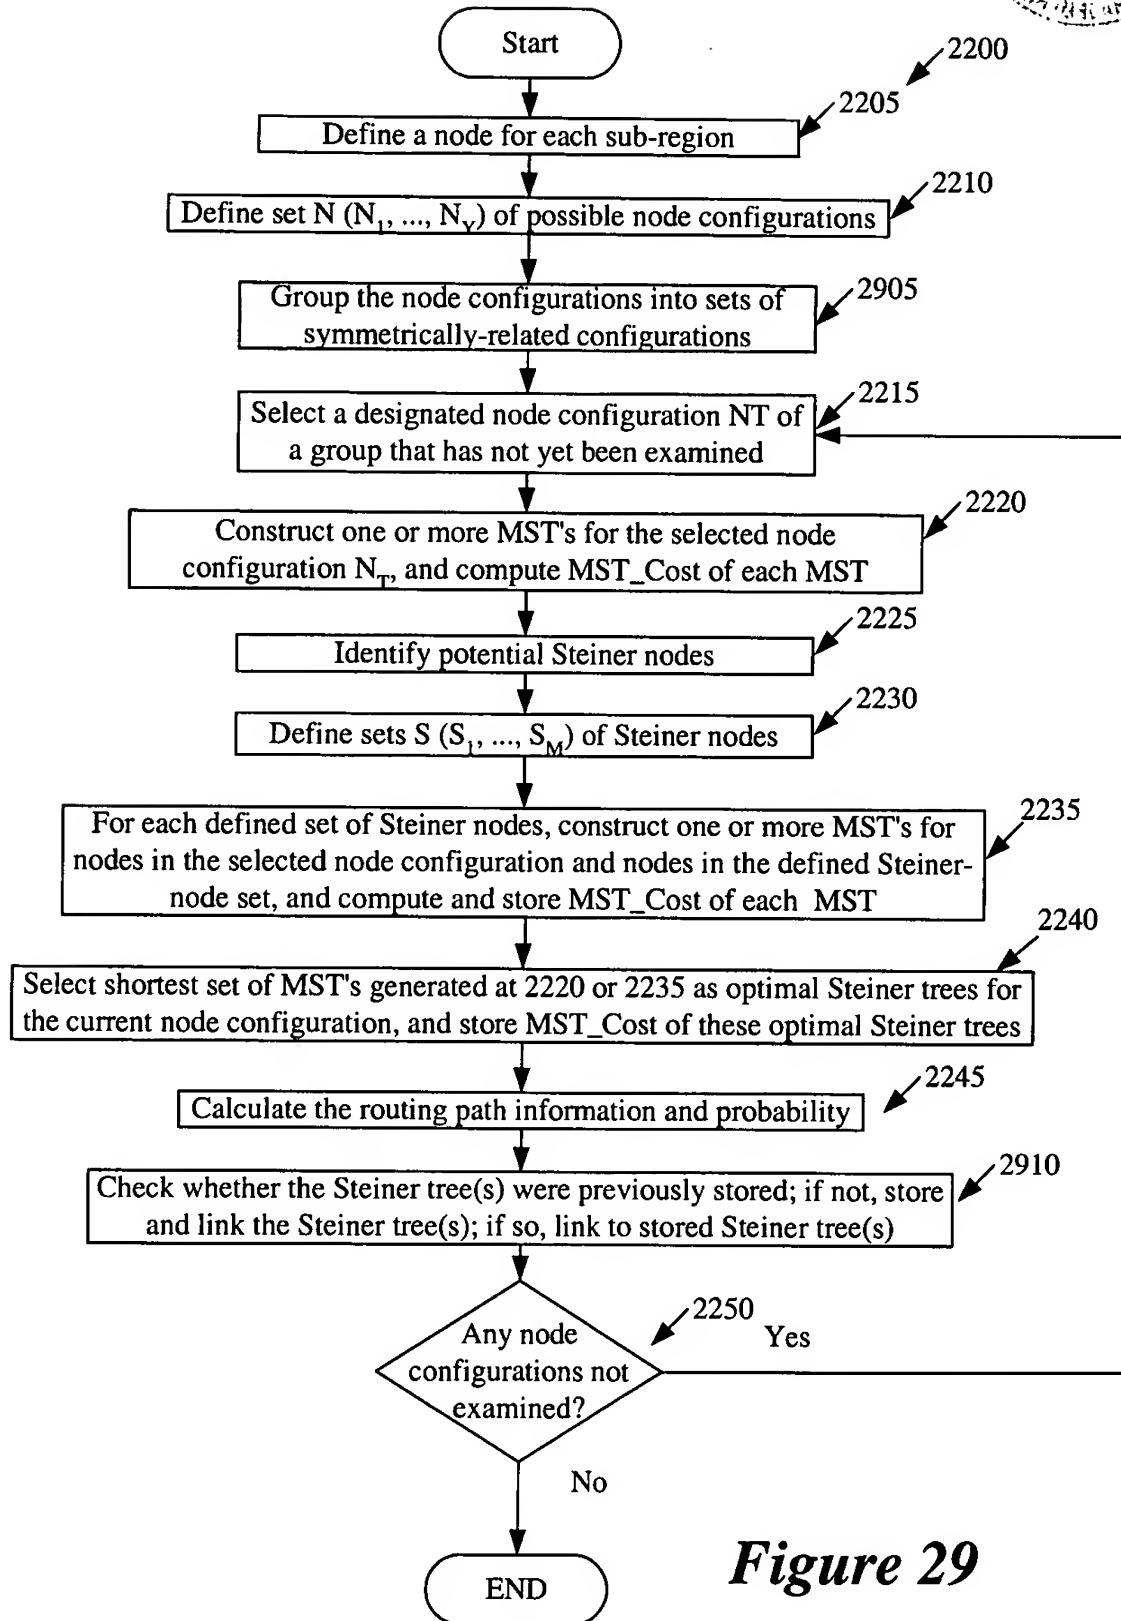 Start
2200
2205
Define a node for each sub-region
2210
Define set N (N1, ..., NY) of possible node configurations
2905
Group the node configurations into sets of
symmetrically-related configurations
2215
Select a designated node configuration NT of
a group that has not yet been examined
2220
Construct one or more MST's for the selected node
configuration NT, and compute MST_Cost of each MST
2225
Identify potential Steiner nodes
2230
Define sets S (S1, ..., SM) of Steiner nodes
2235
For each defined set of Steiner nodes, construct one or more MST's for
nodes in the selected node configuration and nodes in the defined Steiner-
node set, and compute and store MST_Cost of each MST
2240
Select shortest set of MST's generated at 2220 or 2235 as optimal Steiner trees for
the current node configuration, and store MST_Cost of these optimal Steiner trees
2245
Calculate the routing path information and probability
2910
Check whether the Steiner tree(s) were previously stored; if not, store
and link the Steiner tree(s); if so, link to stored Steiner tree(s)
2250
Yes
Any node
configurations not
examined?
No
END
Figure 29